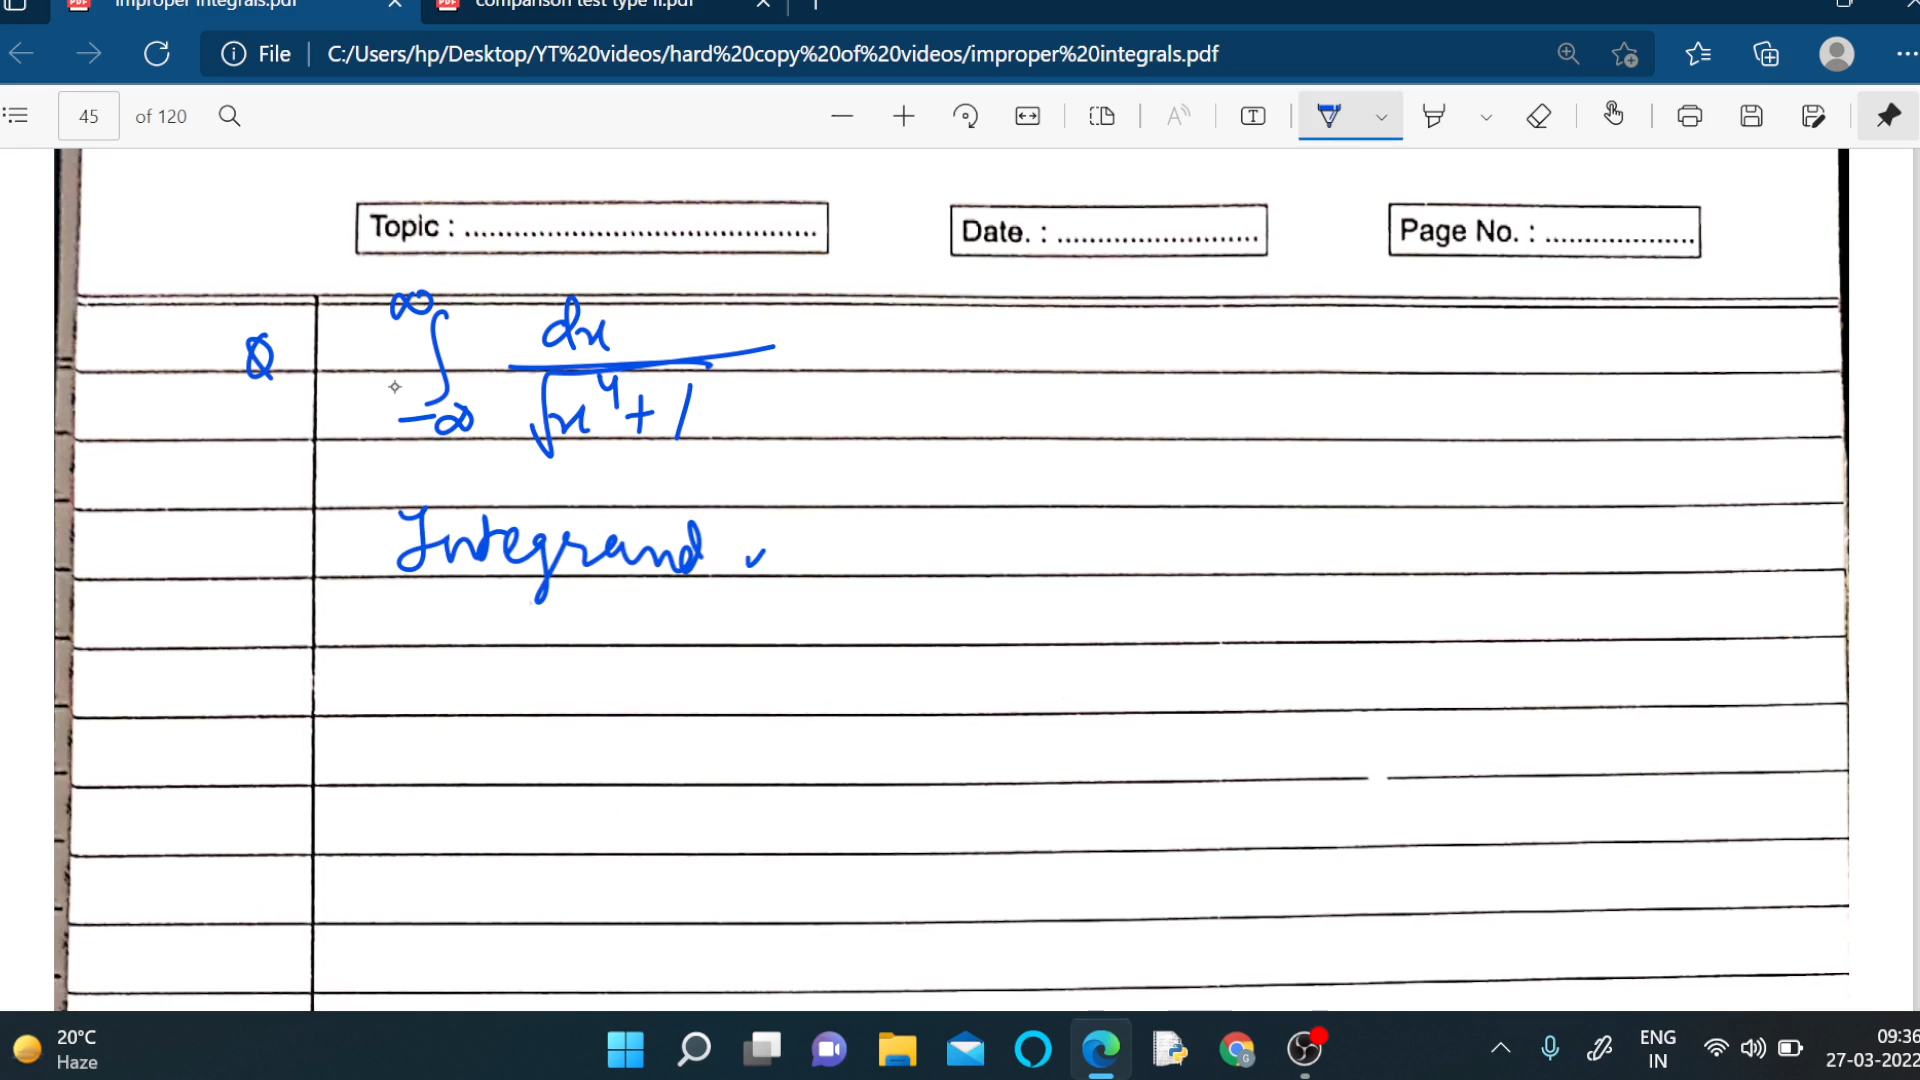 improper integrals.pdf
comparison test type II.pdf
File C:/Users/hp/Desktop/YT%20videos/hard%20copy%20of%20videos/improper%20integrals.pdf
45 of 120
Topic : ........................................
Date. : ........................
Page No. : ..................
Q ∫_{-∞}^{∞} dx / √x⁴+1
Integrand
20°C
Haze
ENG
IN
09:36
27-03-2022